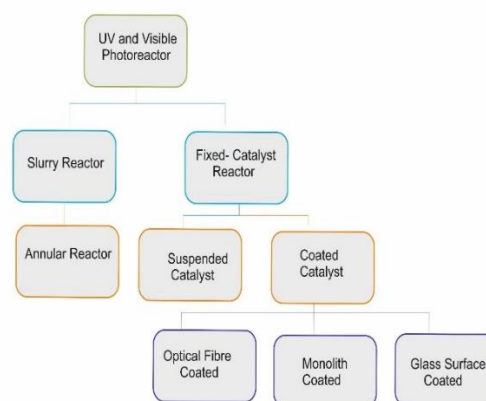 UV and Visible
Photoreactor
Slurry Reactor
Fixed- Catalyst
Reactor
Annular Reactor
Suspended
Catalyst
Coated
Catalyst
Optical Fibre
Coated
Monolith
Coated
Glass Surface
Coated